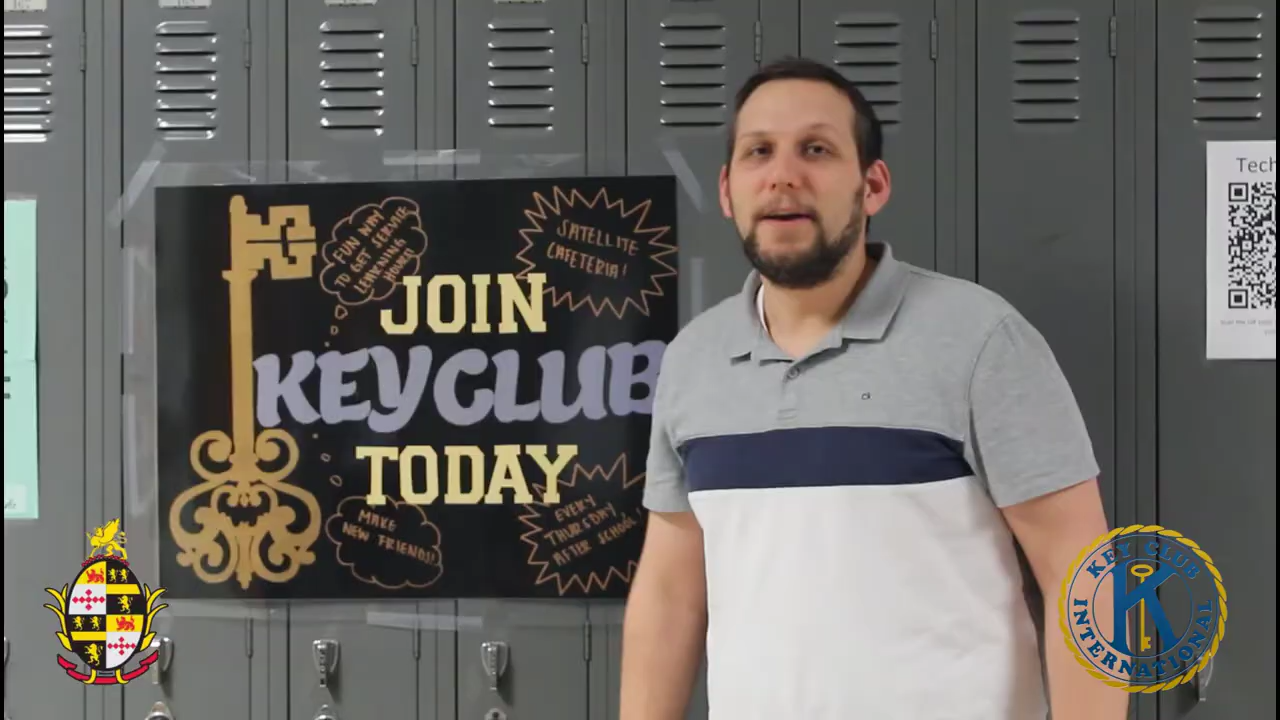 FUN WAY
TO GET SERVICE
LEARNING
HOURS
SATELLITE
CAFETERIA!
JOIN
KEYCLUB
TODAY
MAKE
NEW FRIENDS!!
EVERY
THURSDAY
AFTER SCHOOL!
Tech
KEY CLUB
K
INTERNATIONAL